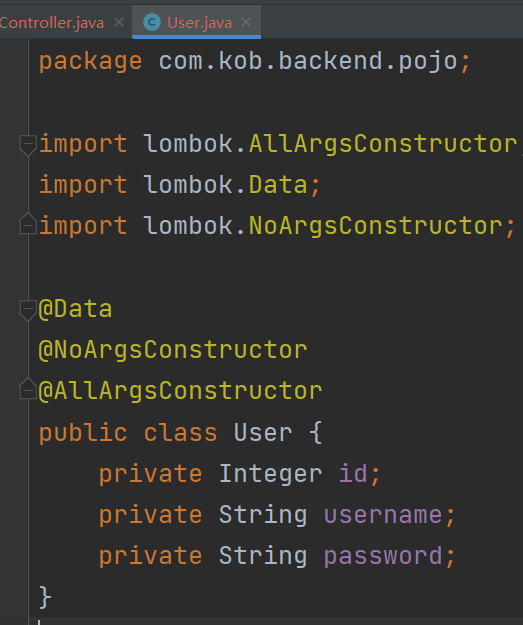 Controller.java × C User.java ×
package com.kob.backend.pojo;
import lombok.AllArgsConstructor
import lombok.Data;
import lombok.NoArgsConstructor;
@Data
@NoArgsConstructor
@AllArgsConstructor
public class User {
    private Integer id;
    private String username;
    private String password;
}